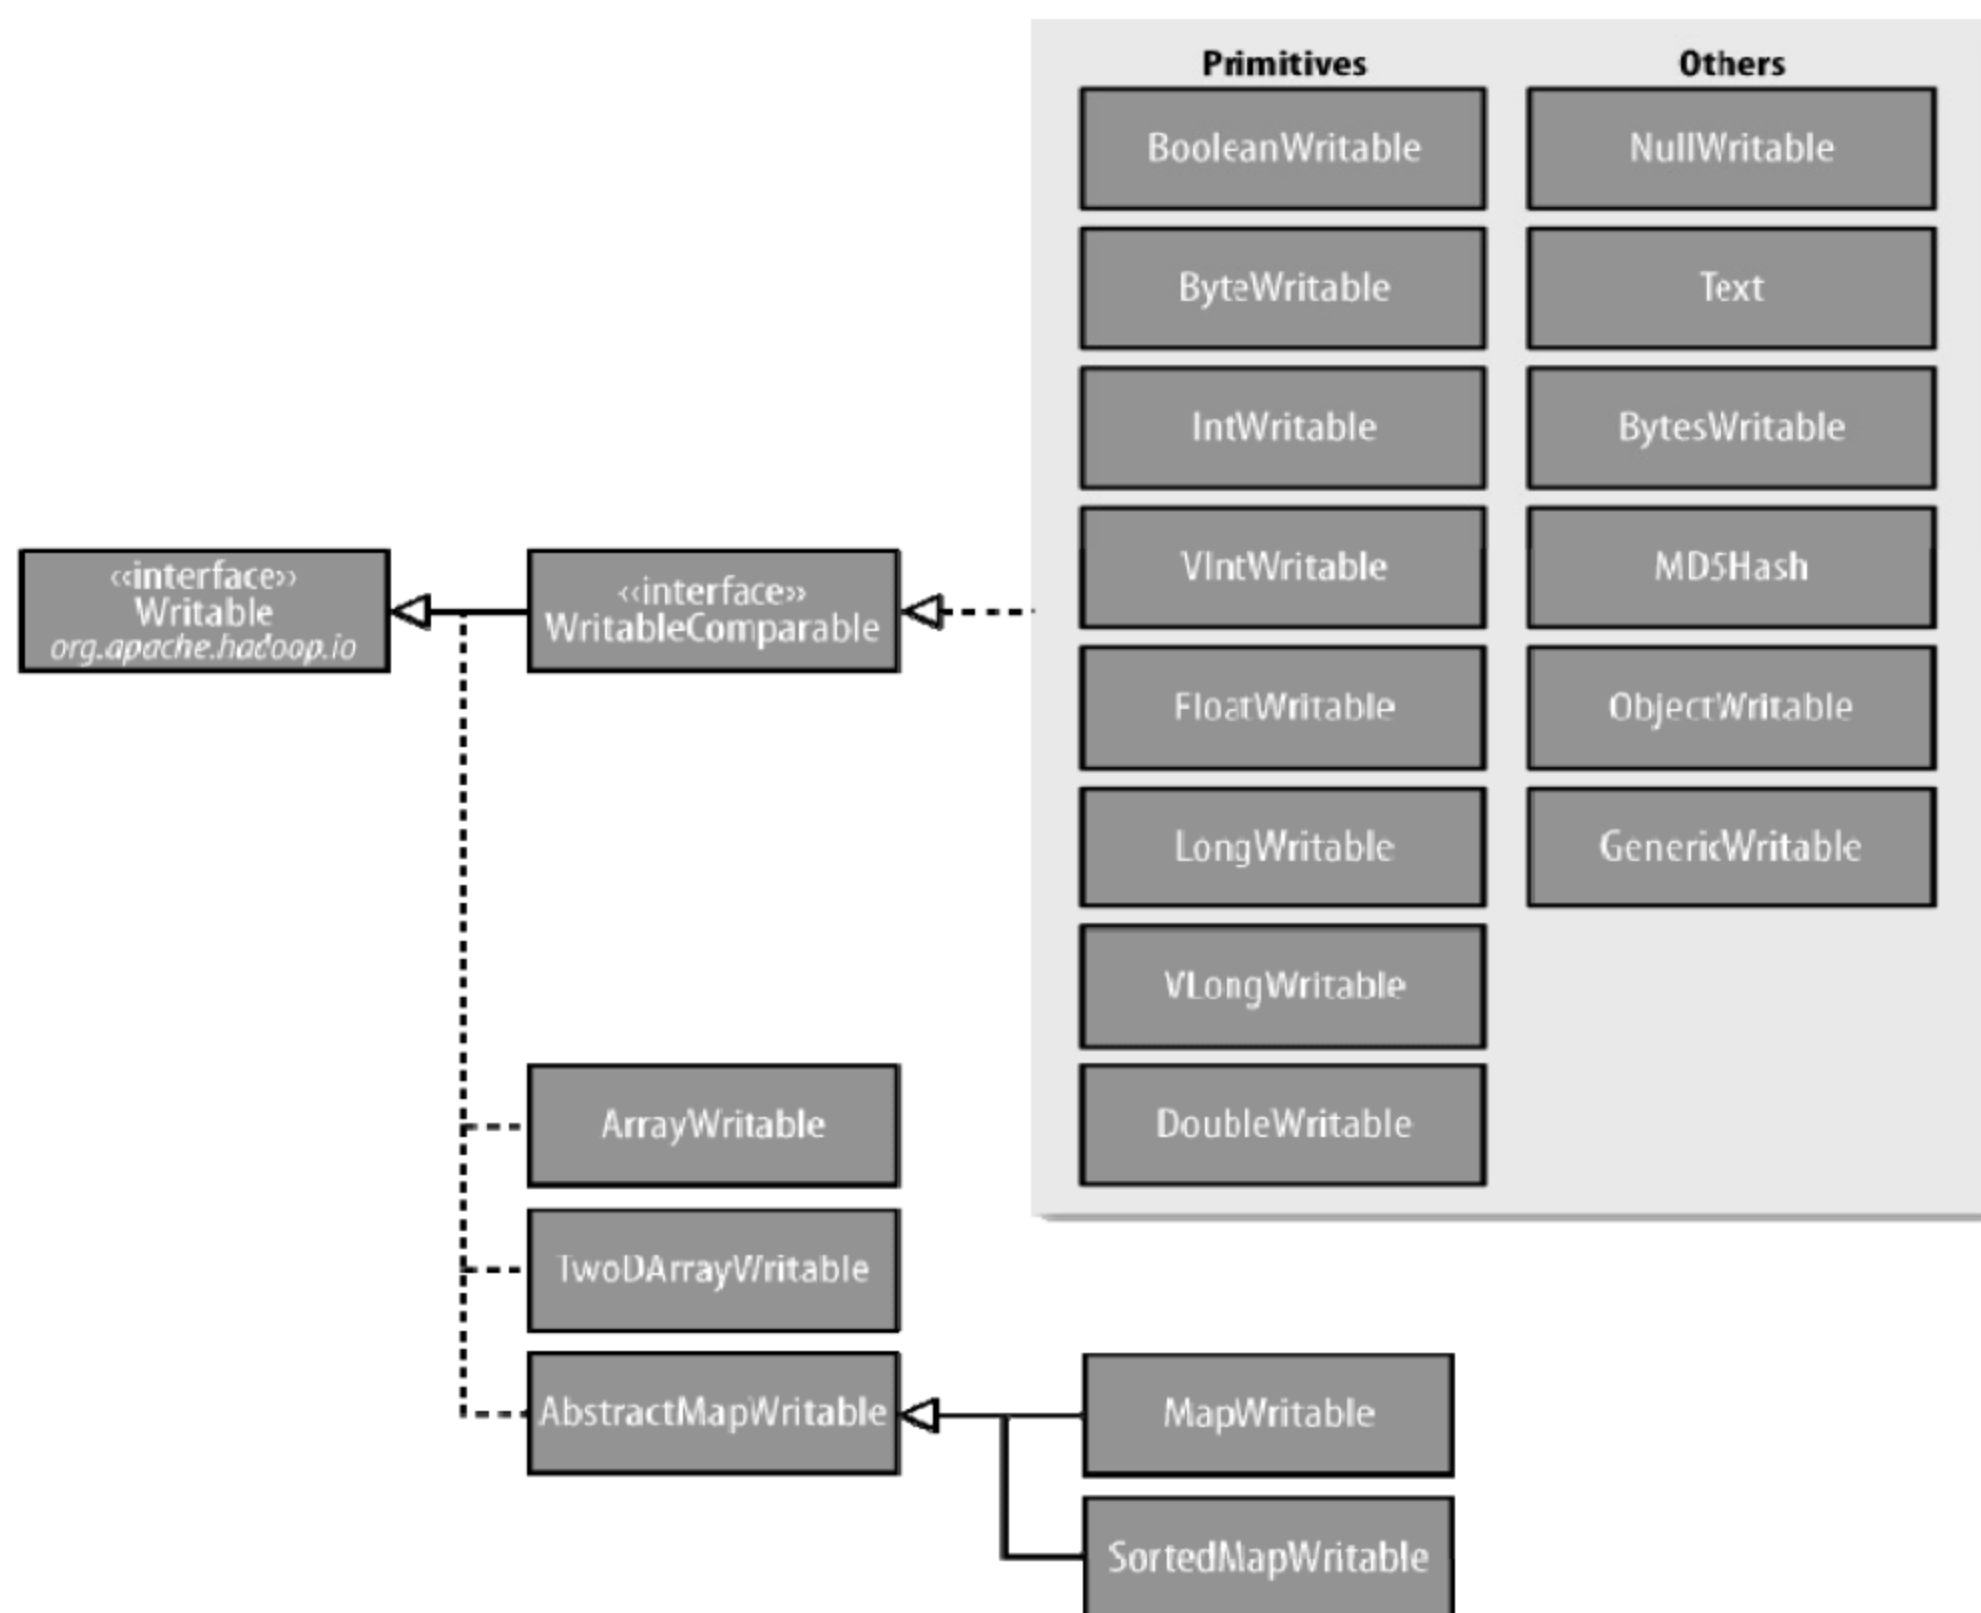 Primitives
Others
BooleanWritable
NullWritable
ByteWritable
Text
IntWritable
BytesWritable
‹‹interface››
Writable
org.apache.hadoop.io
‹‹interface››
WritableComparable
VIntWritable
MD5Hash
FloatWritable
ObjectWritable
LongWritable
GenericWritable
VLongWritable
ArrayWritable
DoubleWritable
TwoDArrayWritable
AbstractMapWritable
MapWritable
SortedMapWritable